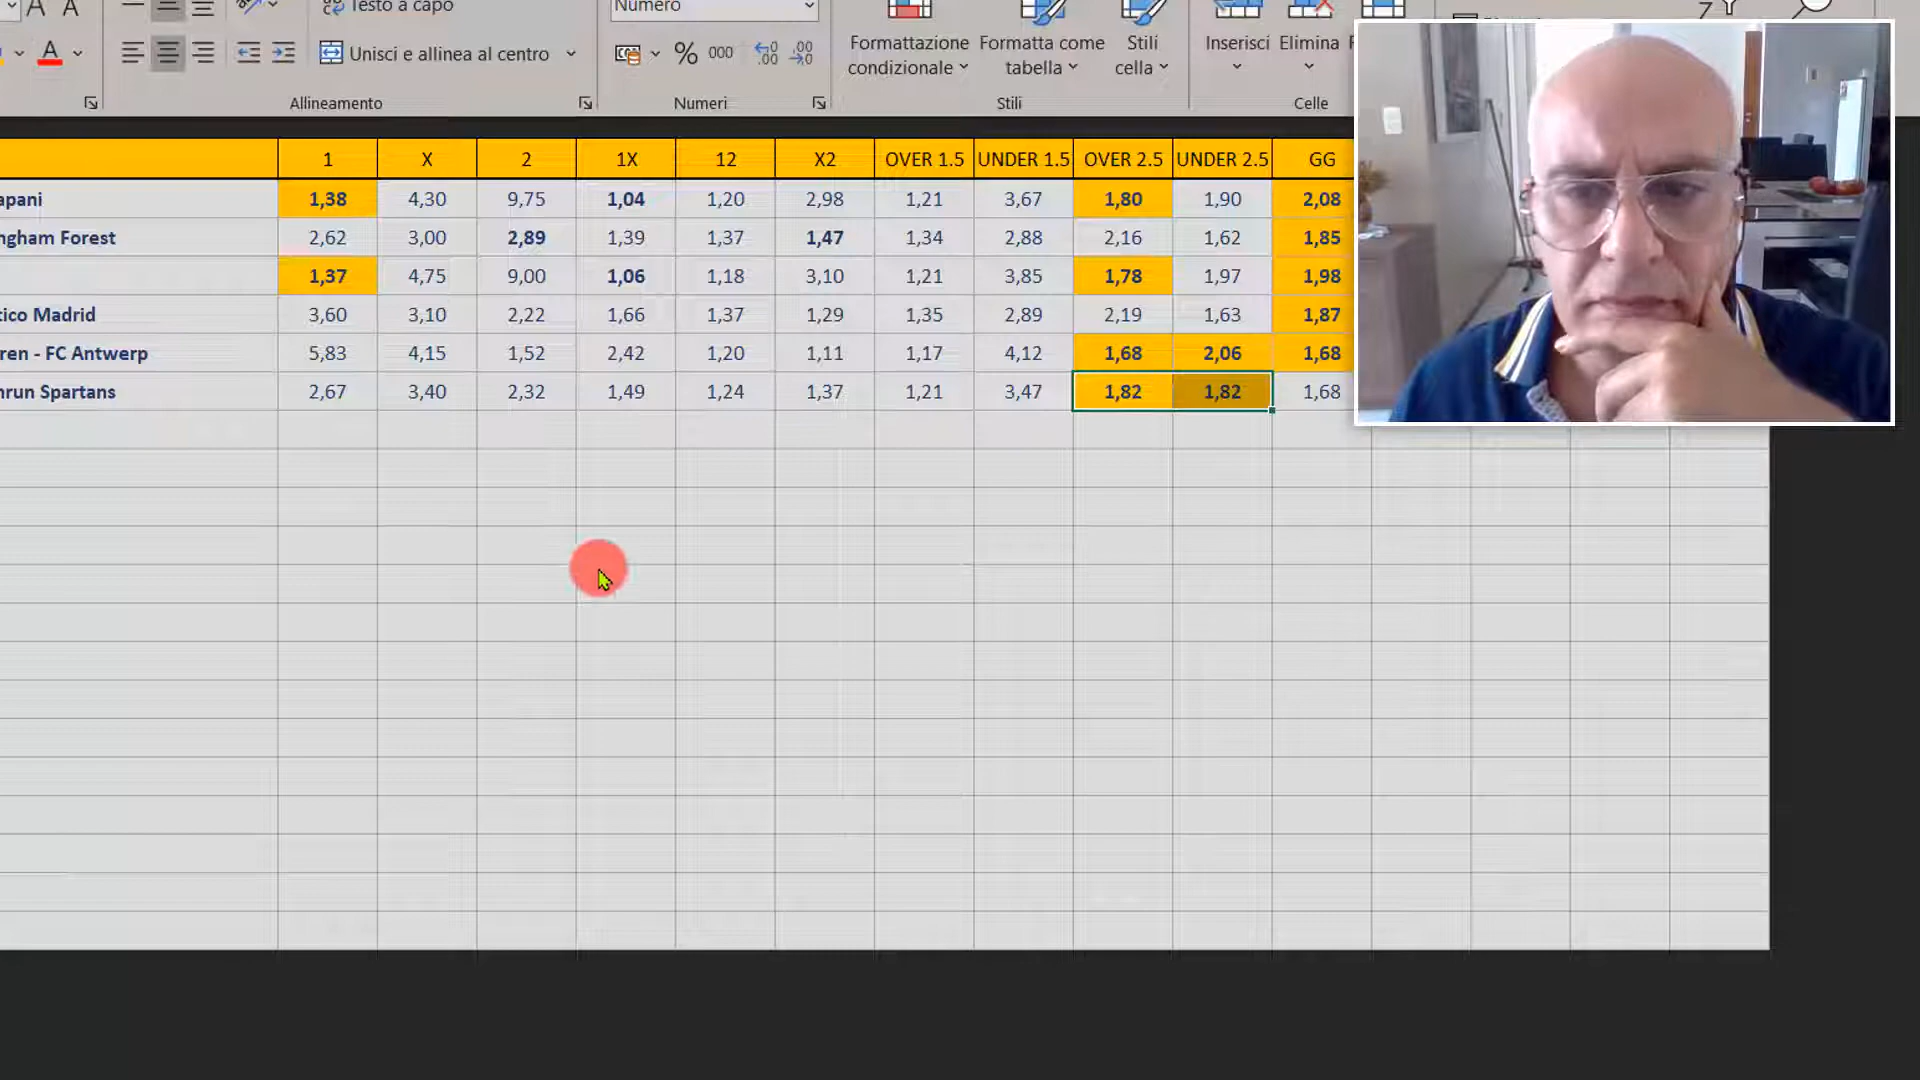 A A Testo a capo Numero
A Unisci e allinea al centro % 000 ,00 Formattazione condizionale Formatta come tabella Stili cella Inserisci Elimina
Allineamento Numeri Stili Celle
1 X 2 1X 12 X2 OVER 1.5 UNDER 1.5 OVER 2.5 UNDER 2.5 GG
apani 1,38 4,30 9,75 1,04 1,20 2,98 1,21 3,67 1,80 1,90 2,08
ngham Forest 2,62 3,00 2,89 1,39 1,37 1,47 1,34 2,88 2,16 1,62 1,85
1,37 4,75 9,00 1,06 1,18 3,10 1,21 3,85 1,78 1,97 1,98
tico Madrid 3,60 3,10 2,22 1,66 1,37 1,29 1,35 2,89 2,19 1,63 1,87
ren - FC Antwerp 5,83 4,15 1,52 2,42 1,20 1,11 1,17 4,12 1,68 2,06 1,68
nrun Spartans 2,67 3,40 2,32 1,49 1,24 1,37 1,21 3,47 1,82 1,82 1,68